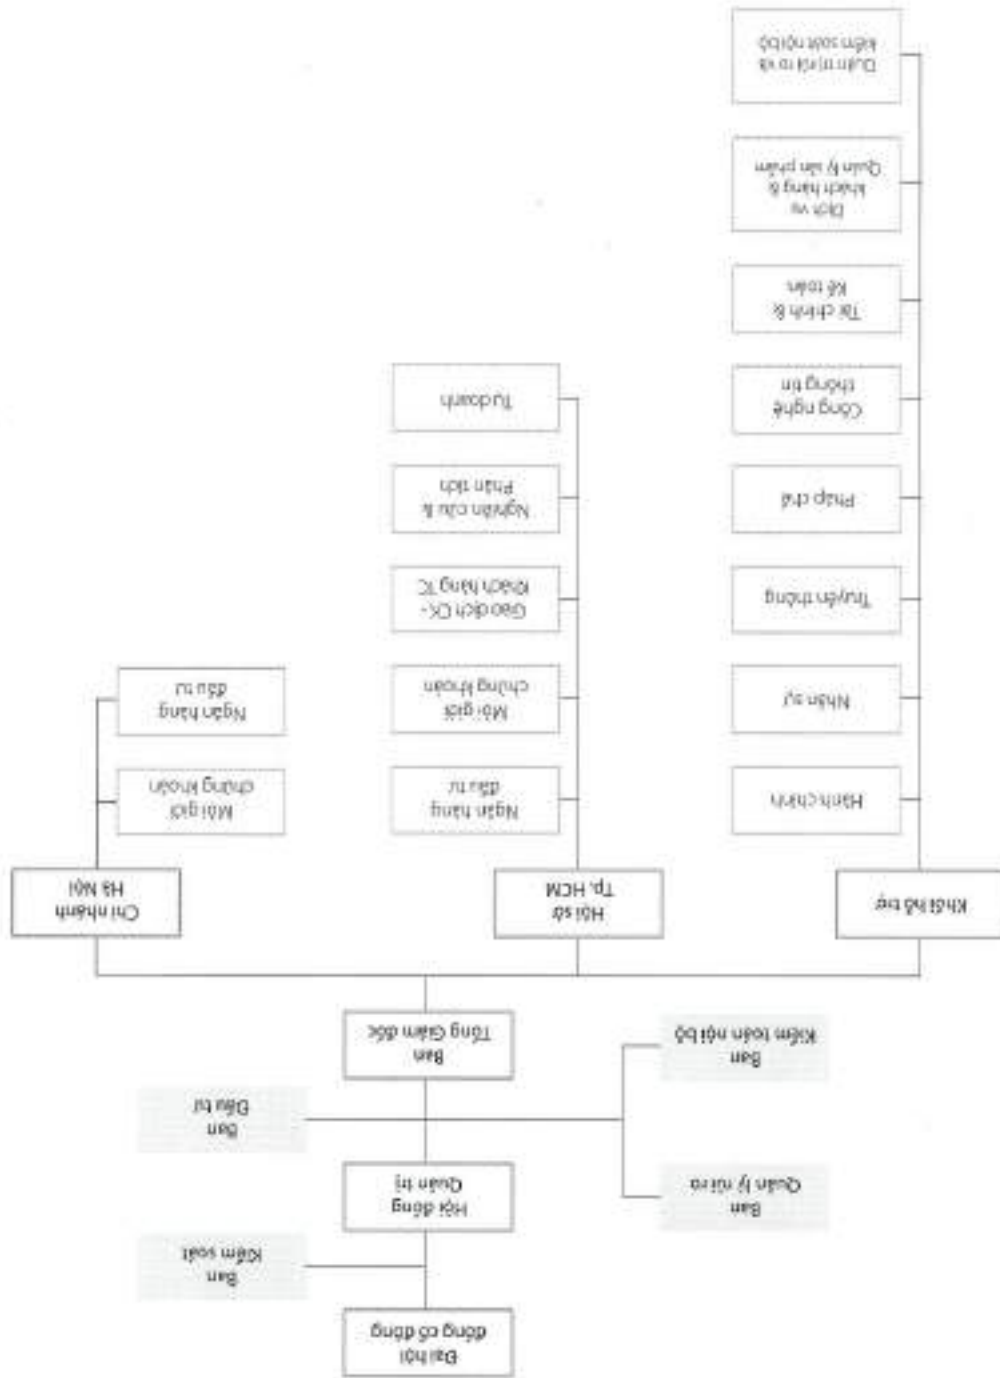 Đại hội
đồng cổ đông
Ban
Kiểm soát
Hội đồng
Quản trị
Ban
Quản lý rủi ro
Ban
Đầu tư
Ban
Kiểm toán nội bộ
Ban
Tổng Giám đốc
Khối hỗ trợ
Hội sở
Tp. HCM
Chi nhánh
Hà Nội
Hành chính
Nhân sự
Truyền thông
Pháp chế
Công nghệ
thông tin
Tài chính &
Kế toán
Dịch vụ
khách hàng &
Quản lý sản phẩm
Quản trị rủi ro và
kiểm soát nội bộ
Ngân hàng
đầu tư
Môi giới
chứng khoán
Giao dịch CK -
Khách hàng TC
Nghiên cứu &
Phân tích
Tự doanh
Môi giới
chứng khoán
Ngân hàng
đầu tư